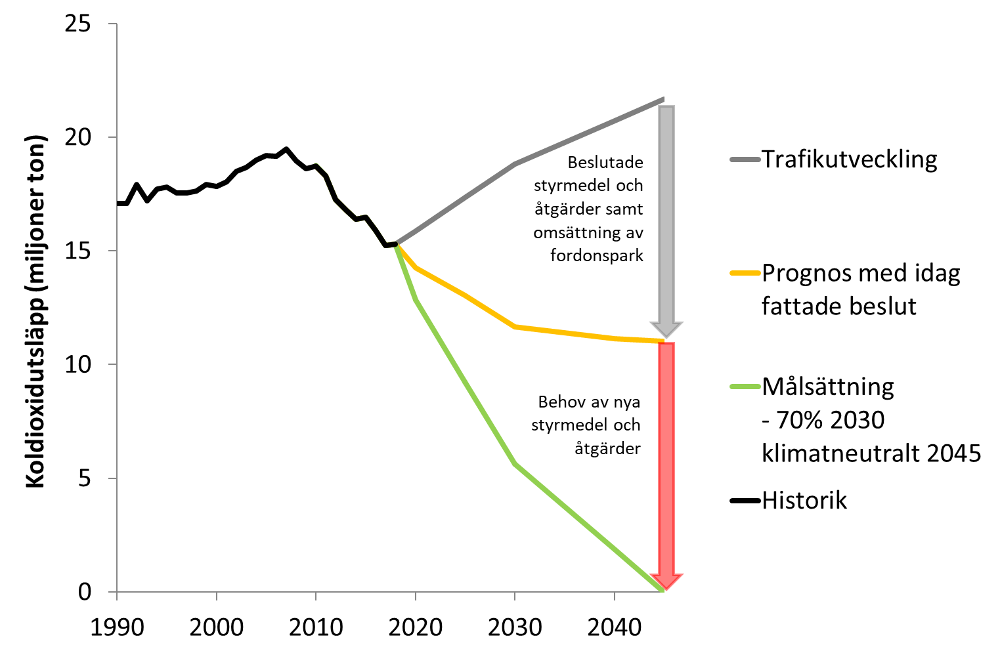 Koldioxidutsläpp (miljoner ton)
25
20
15
10
5
0
1990
2000
2010
2020
2030
2040
Beslutade
styrmedel och
åtgärder samt
omsättning av
fordonspark
Behov av nya
styrmedel och
åtgärder
Trafikutveckling
Prognos med idag
fattade beslut
Målsättning
- 70% 2030
klimatneutralt 2045
Historik